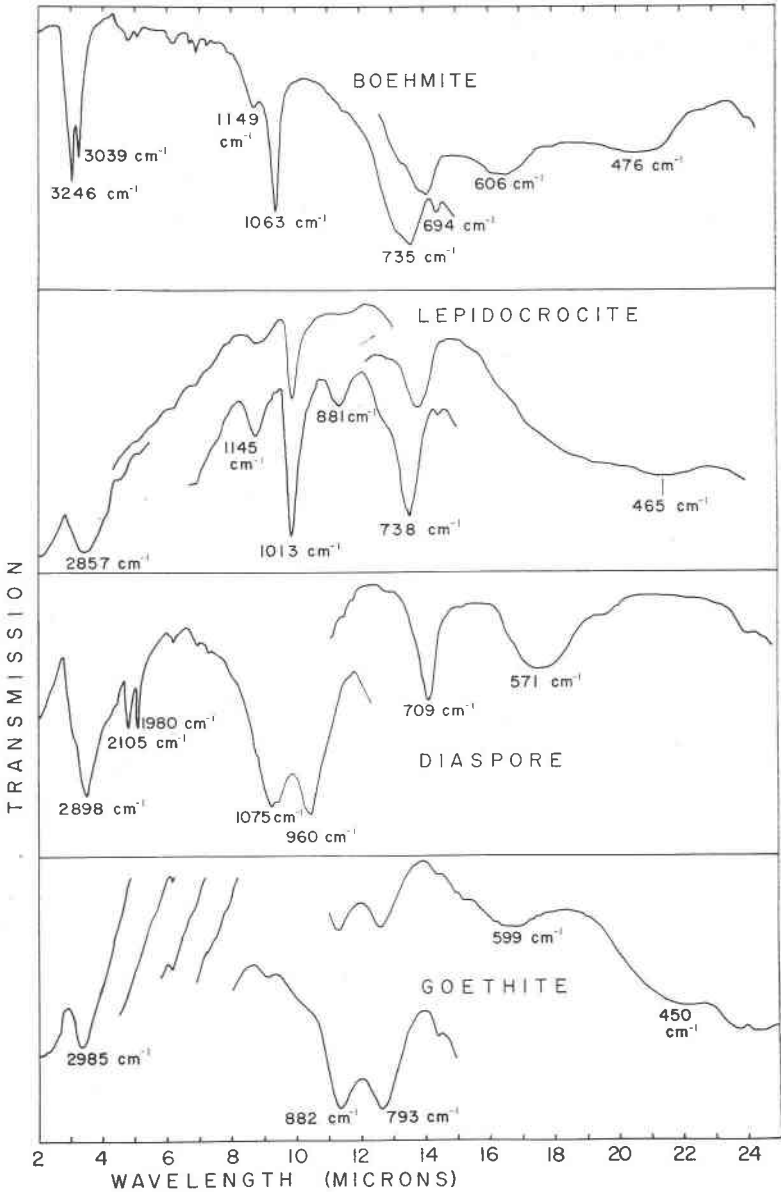 BOEHMITE
1149
cm⁻¹
3039 cm⁻¹
3246 cm⁻¹
1063 cm⁻¹
735 cm⁻¹
694 cm⁻¹
606 cm⁻¹
476 cm⁻¹
LEPIDOCROCITE
881 cm⁻¹
1145
cm⁻¹
1013 cm⁻¹
738 cm⁻¹
465 cm⁻¹
2857 cm⁻¹
TRANSMISSION
1980 cm⁻¹
2105 cm⁻¹
2898 cm⁻¹
1075 cm⁻¹
960 cm⁻¹
709 cm⁻¹
571 cm⁻¹
DIASPORE
599 cm⁻¹
GOETHITE
450
cm⁻¹
2985 cm⁻¹
882 cm⁻¹
793 cm⁻¹
2 4 6 8 10 12 14 16 18 20 22 24
WAVELENGTH (MICRONS)